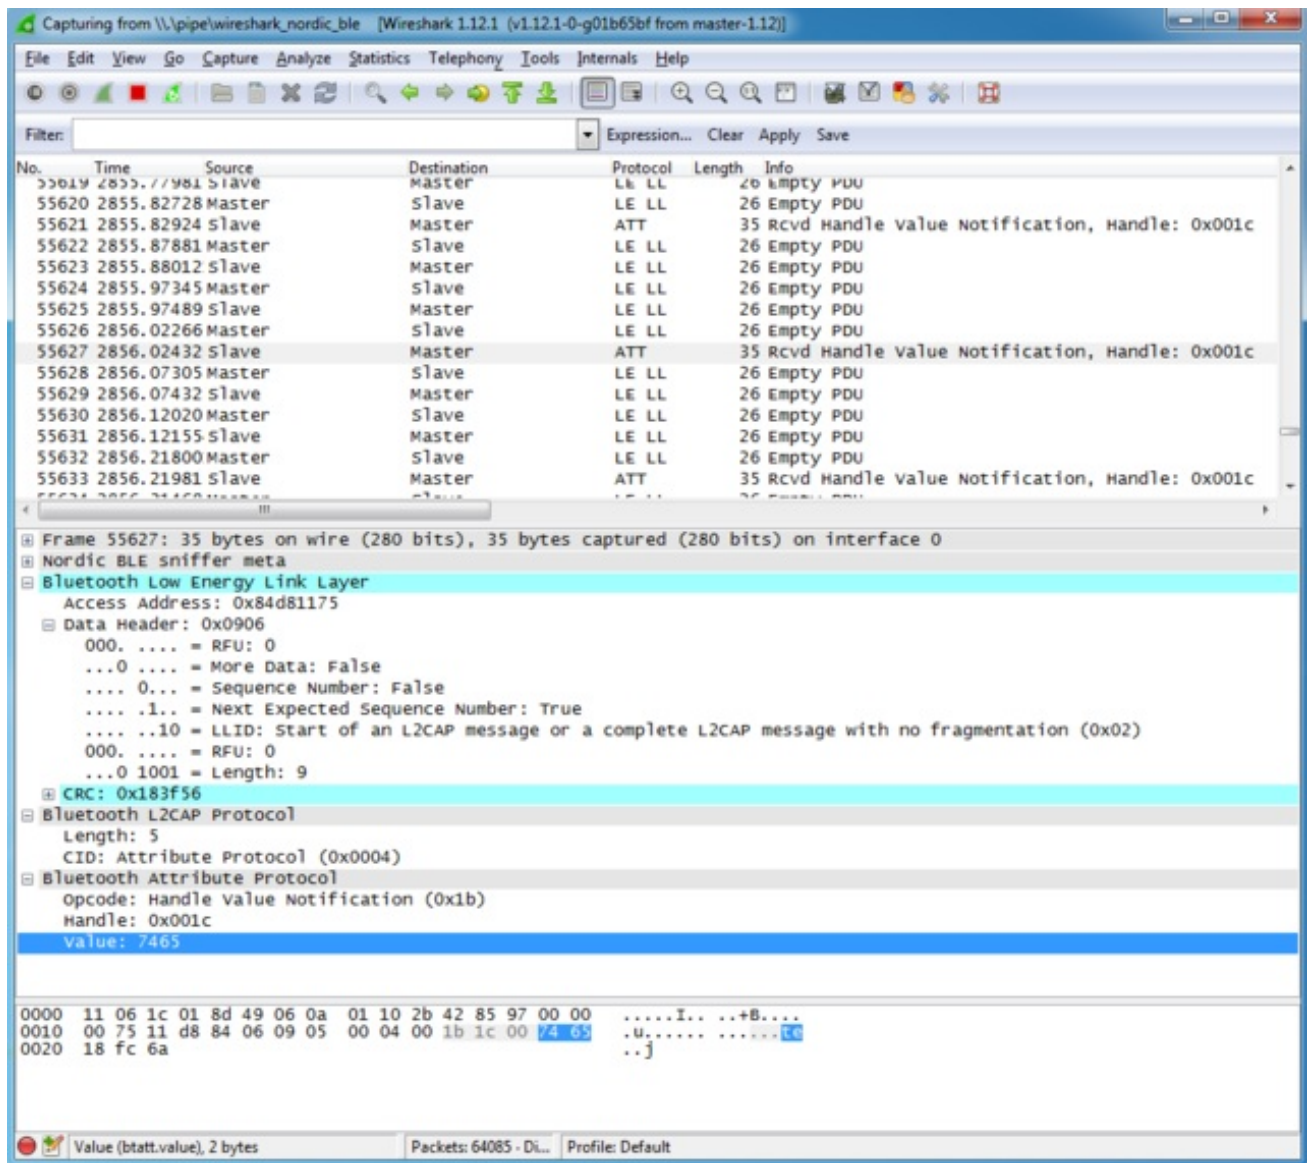 Capturing from \\.\pipe\wireshark_nordic_ble [Wireshark 1.12.1 (v1.12.1-0-g01b65bf from master-1.12)]
File Edit View Go Capture Analyze Statistics Telephony Tools Internals Help
Filter: Expression... Clear Apply Save
No. Time Source Destination Protocol Length Info
55619 2855.77981 Slave Master LE LL 26 Empty PDU
55620 2855.82728 Master Slave LE LL 26 Empty PDU
55621 2855.82924 Slave Master ATT 35 Rcvd Handle Value Notification, Handle: 0x001c
55622 2855.87881 Master Slave LE LL 26 Empty PDU
55623 2855.88012 Slave Master LE LL 26 Empty PDU
55624 2855.97345 Master Slave LE LL 26 Empty PDU
55625 2855.97489 Slave Master LE LL 26 Empty PDU
55626 2856.02266 Master Slave LE LL 26 Empty PDU
55627 2856.02432 Slave Master ATT 35 Rcvd Handle Value Notification, Handle: 0x001c
55628 2856.07305 Master Slave LE LL 26 Empty PDU
55629 2856.07432 Slave Master LE LL 26 Empty PDU
55630 2856.12020 Master Slave LE LL 26 Empty PDU
55631 2856.12155 Slave Master LE LL 26 Empty PDU
55632 2856.21800 Master Slave LE LL 26 Empty PDU
55633 2856.21981 Slave Master ATT 35 Rcvd Handle Value Notification, Handle: 0x001c
Frame 55627: 35 bytes on wire (280 bits), 35 bytes captured (280 bits) on interface 0
Nordic BLE sniffer meta
Bluetooth Low Energy Link Layer
Access Address: 0x84d81175
Data Header: 0x0906
000. .... = RFU: 0
...0 .... = More Data: False
.... 0... = Sequence Number: False
.... .1.. = Next Expected Sequence Number: True
.... ..10 = LLID: Start of an L2CAP message or a complete L2CAP message with no fragmentation (0x02)
000. .... = RFU: 0
...0 1001 = Length: 9
CRC: 0x183f56
Bluetooth L2CAP Protocol
Length: 5
CID: Attribute Protocol (0x0004)
Bluetooth Attribute Protocol
Opcode: Handle Value Notification (0x1b)
Handle: 0x001c
Value: 7465
0000 11 06 1c 01 8d 49 06 0a 01 10 2b 42 85 97 00 00 .....I.. ..+B....
0010 00 75 11 d8 84 06 09 05 00 04 00 1b 1c 00 74 65 .u...... ......te
0020 18 fc 6a ..j
Value (btatt.value), 2 bytes Packets: 64085 · Di... Profile: Default